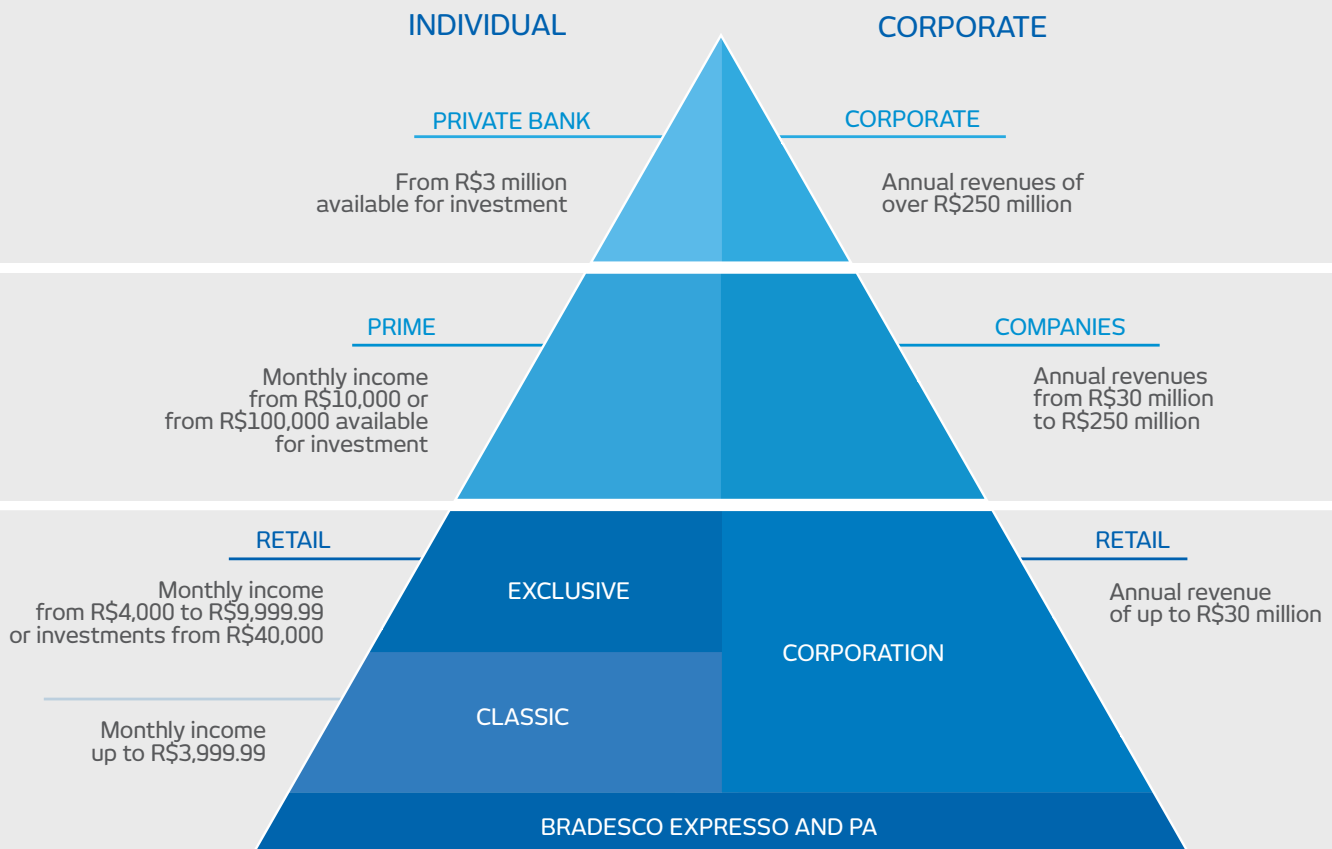 INDIVIDUAL
CORPORATE
PRIVATE BANK
From R$3 million
available for investment
CORPORATE
Annual revenues of
over R$250 million
PRIME
Monthly income
from R$10,000 or
from R$100,000 available
for investment
COMPANIES
Annual revenues
from R$30 million
to R$250 million
RETAIL
Monthly income
from R$4,000 to R$9,999.99
or investments from R$40,000
EXCLUSIVE
RETAIL
Annual revenue
of up to R$30 million
CORPORATION
Monthly income
up to R$3,999.99
CLASSIC
BRADESCO EXPRESSO AND PA